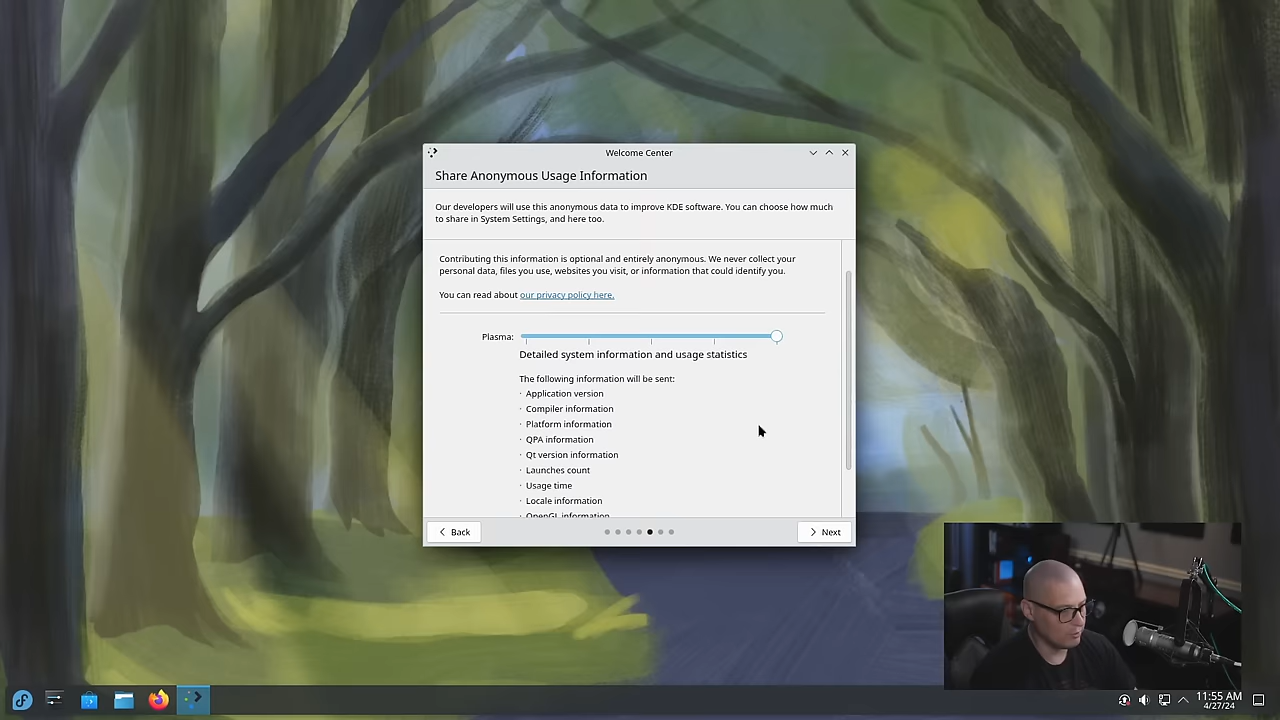 Welcome Center
Share Anonymous Usage Information
Our developers will use this anonymous data to improve KDE software. You can choose how much
to share in System Settings, and here too.
Contributing this information is optional and entirely anonymous. We never collect your
personal data, files you use, websites you visit, or information that could identify you.
You can read about our privacy policy here.
Plasma:
Detailed system information and usage statistics
The following information will be sent:
· Application version
· Compiler information
· Platform information
· QPA information
· Qt version information
· Launches count
· Usage time
· Locale information
· OpenGL information
Back
Next
11:55 AM
4/27/24